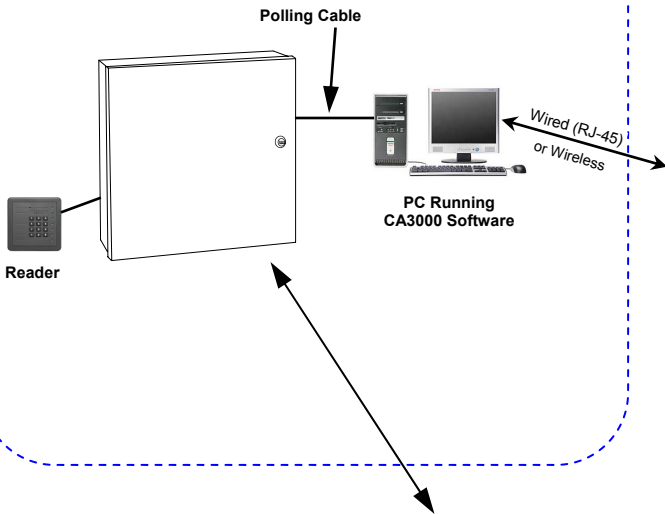 Polling Cable
Wired (RJ-45)
or Wireless
PC Running
CA3000 Software
Reader